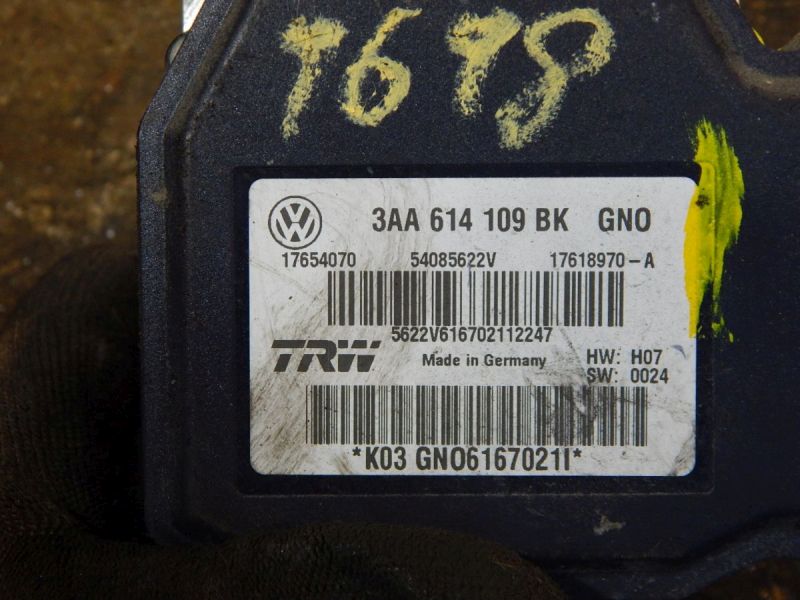 7678
3AA 614 109 BK GNO
17654070 54085622V 17618970-A
5622V616702112247
TRW Made in Germany HW: H07
SW: 0024
*K03 GNO6167021I*